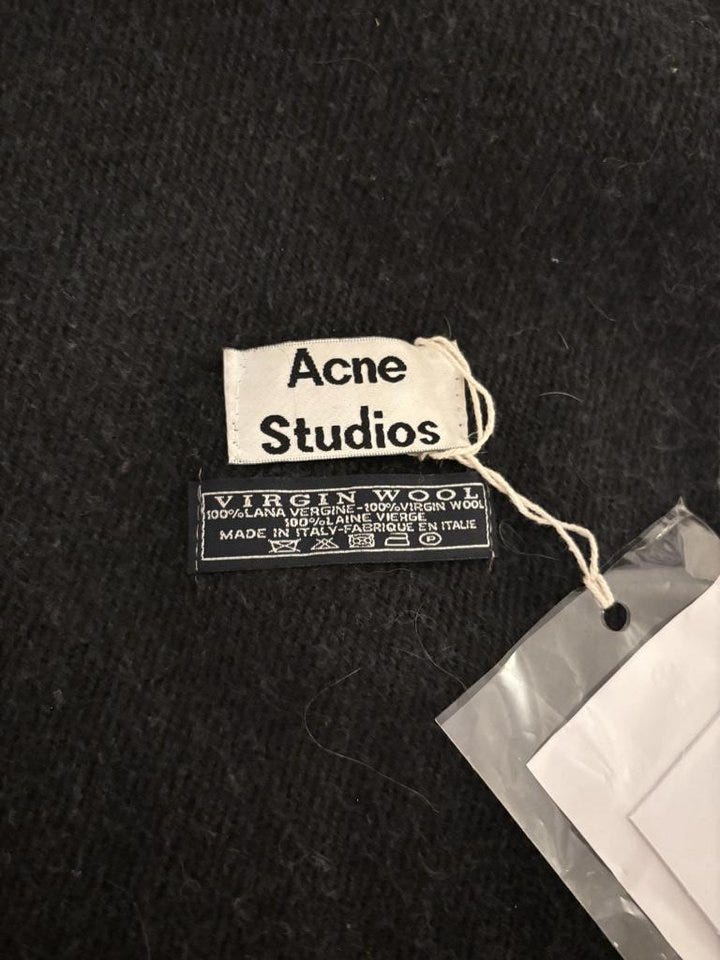 Acne
Studios
VIRGIN WOOL
100%LANA VERGINE-100%VIRGIN WOOL
100%LAINE VIERGE
MADE IN ITALY-FABRIQUE EN ITALIE
P